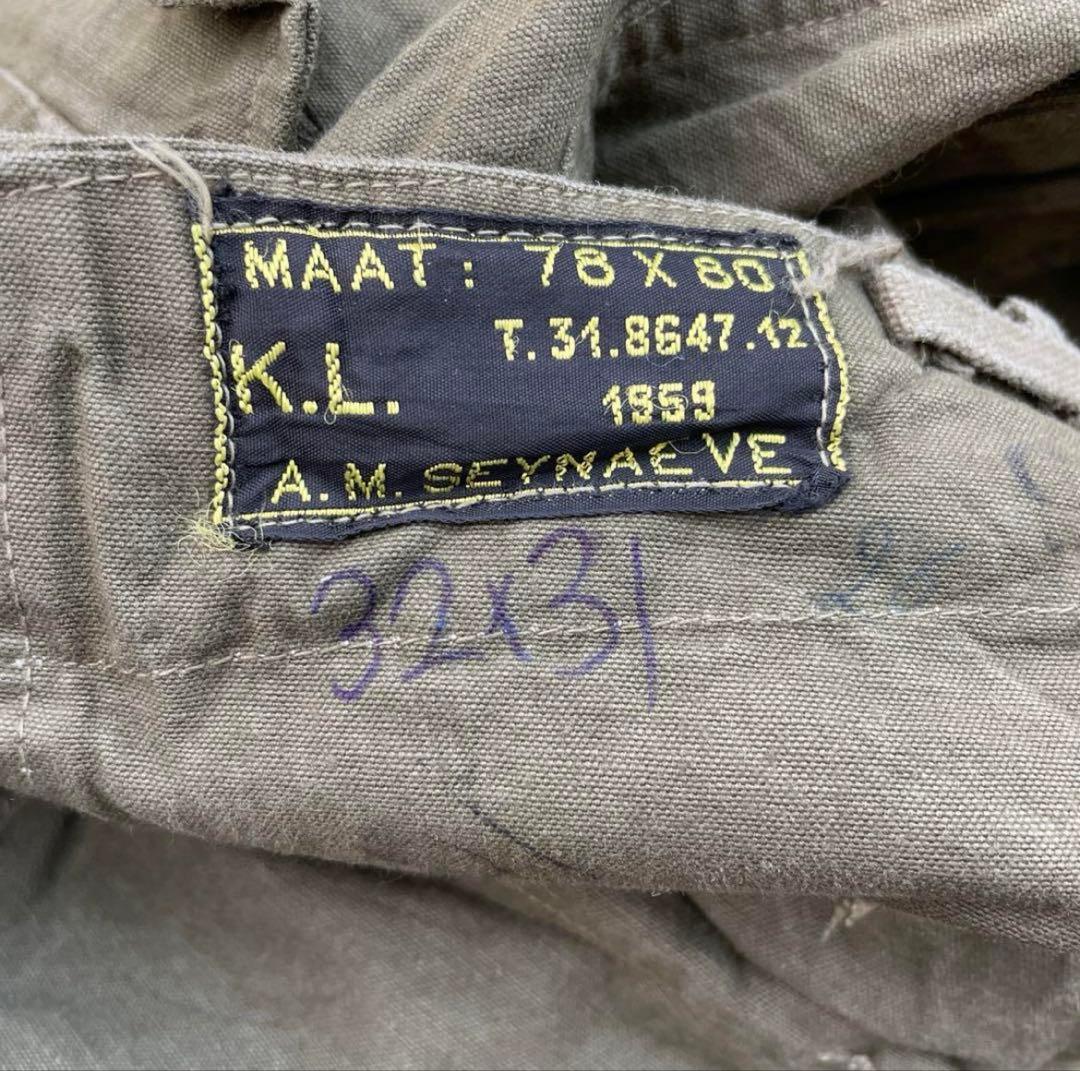 MAAT: 78 X 80
T.31.8647.12
K.L.
1959
A.M. SEYNAEVE
32x31